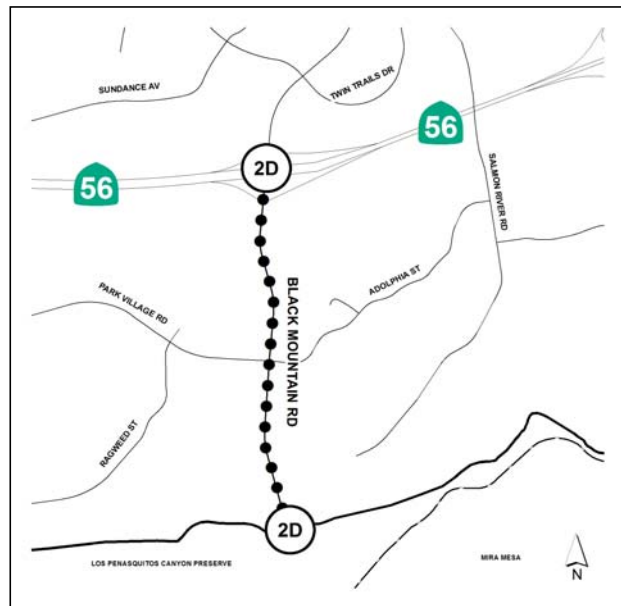 SUNDANCE AV
TWIN TRAILS DR
56
2D
56
SALMON RIVER RD
ADOLPHIA ST
BLACK MOUNTAIN RD
PARK VILLAGE RD
RAGWEED ST
2D
LOS PENASQUITOS CANYON PRESERVE
MIRA MESA
N